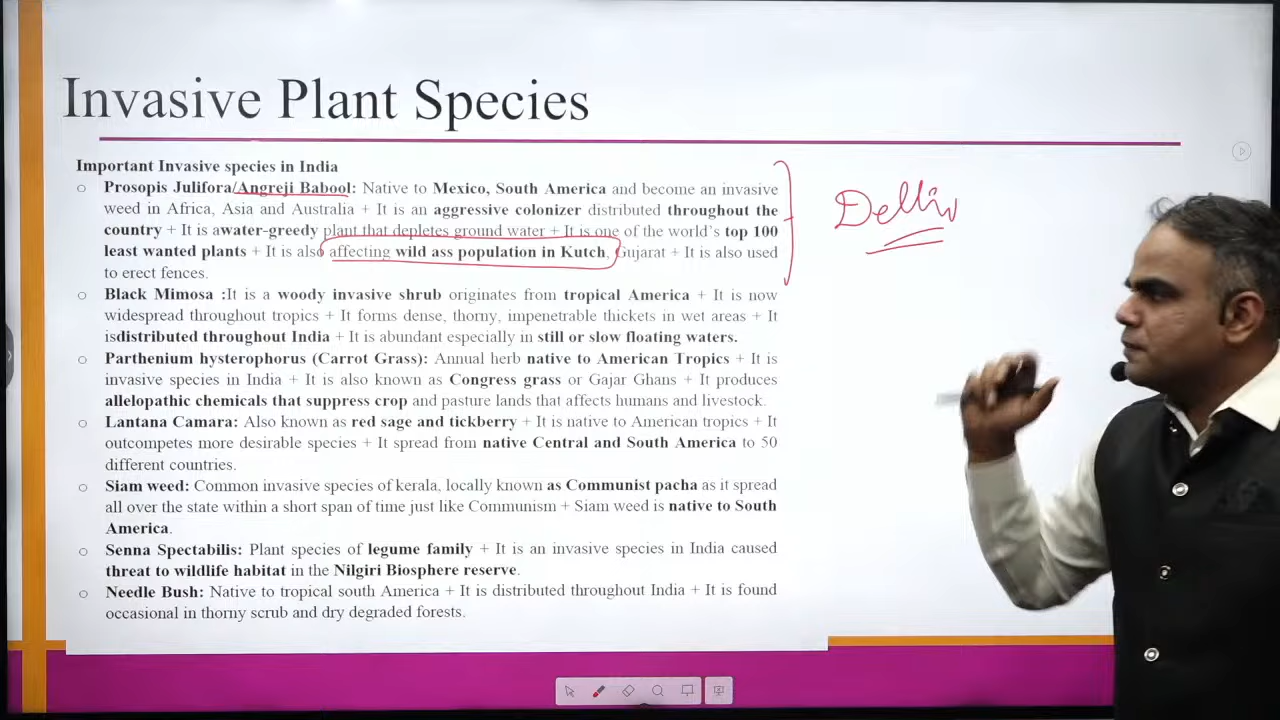 Invasive Plant Species
Important Invasive species in India
○ Prosopis Julifora/Angreji Babool: Native to Mexico, South America and become an invasive
weed in Africa, Asia and Australia + It is an aggressive colonizer distributed throughout the
country + It is awater-greedy plant that depletes ground water + It is one of the world's top 100
least wanted plants + It is also affecting wild ass population in Kutch, Gujarat + It is also used
to erect fences.
○ Black Mimosa :It is a woody invasive shrub originates from tropical America + It is now
widespread throughout tropics + It forms dense, thorny, impenetrable thickets in wet areas + It
isdistributed throughout India + It is abundant especially in still or slow floating waters.
○ Parthenium hysterophorus (Carrot Grass): Annual herb native to American Tropics + It is
invasive species in India + It is also known as Congress grass or Gajar Ghans + It produces
allelopathic chemicals that suppress crop and pasture lands that affects humans and livestock.
○ Lantana Camara: Also known as red sage and tickberry + It is native to American tropics + It
outcompetes more desirable species + It spread from native Central and South America to 50
different countries.
○ Siam weed: Common invasive species of kerala, locally known as Communist pacha as it spread
all over the state within a short span of time just like Communism + Siam weed is native to South
America.
○ Senna Spectabilis: Plant species of legume family + It is an invasive species in India caused
threat to wildlife habitat in the Nilgiri Biosphere reserve.
○ Needle Bush: Native to tropical south America + It is distributed throughout India + It is found
occasional in thorny scrub and dry degraded forests.
Delhi